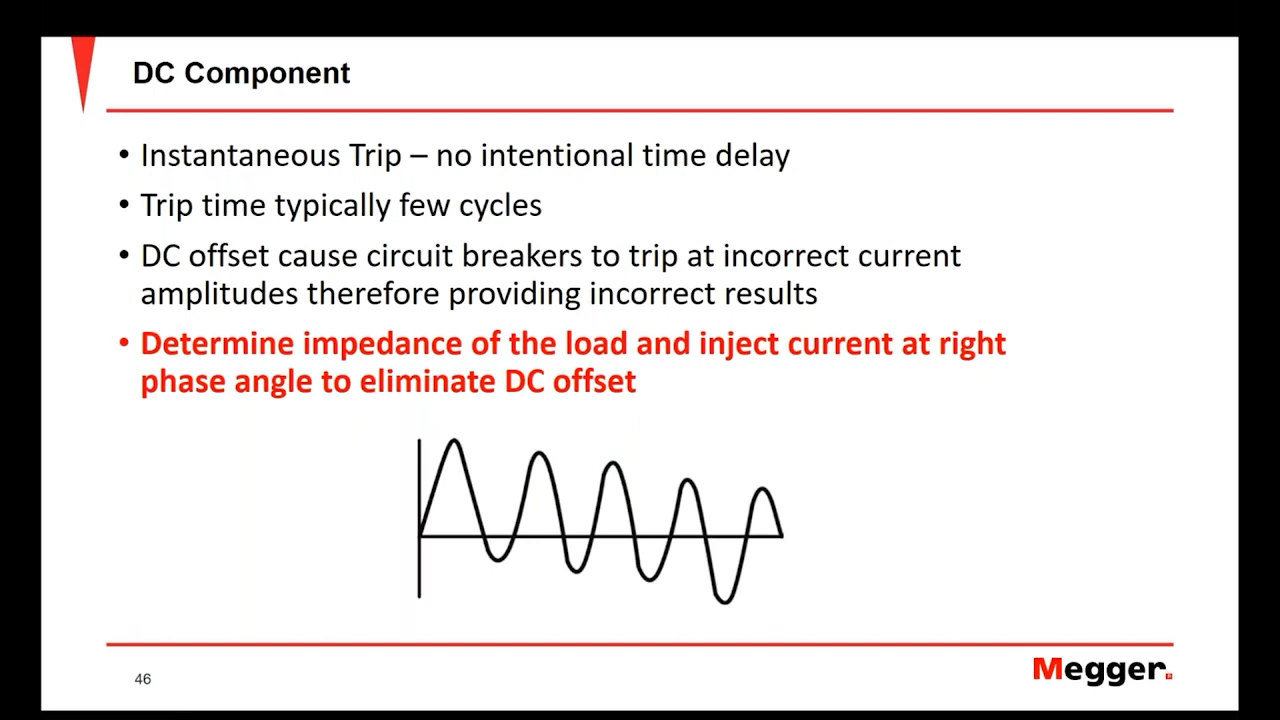 DC Component
• Instantaneous Trip – no intentional time delay
• Trip time typically few cycles
• DC offset cause circuit breakers to trip at incorrect current
amplitudes therefore providing incorrect results
• Determine impedance of the load and inject current at right
phase angle to eliminate DC offset
46
Megger